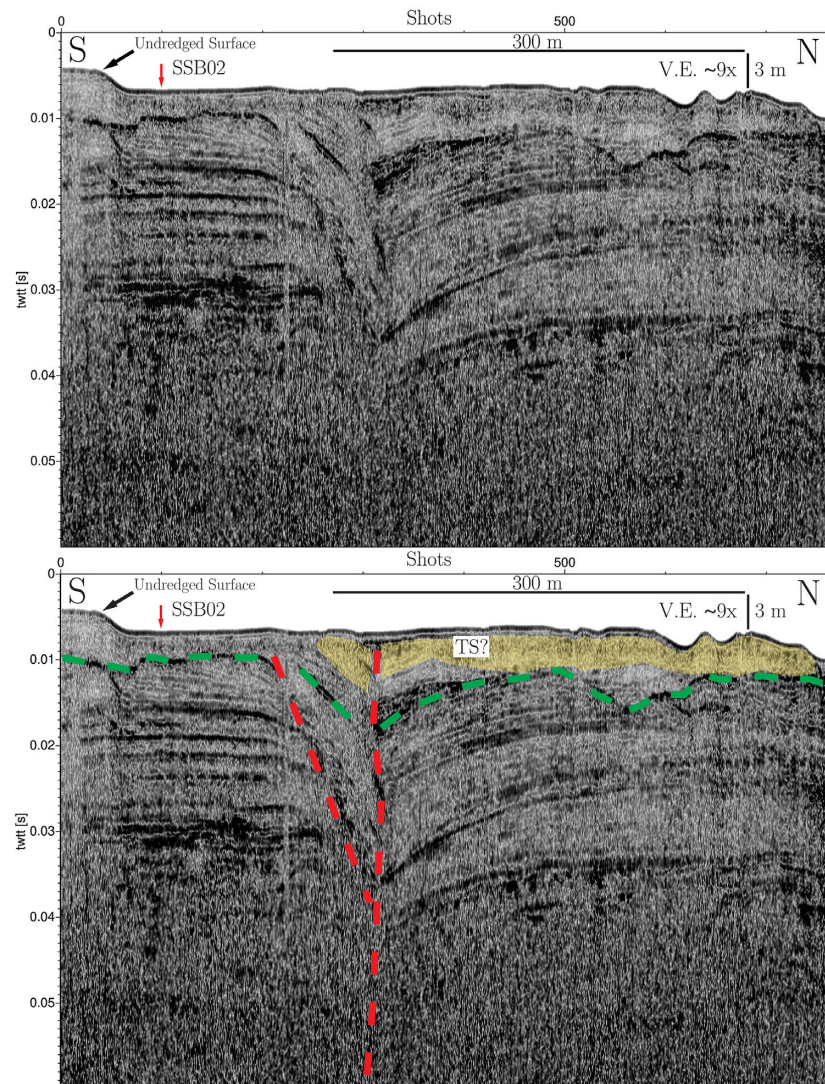 Shots
0 500
0
S
Undredged Surface
300 m
N
SSB02
V.E. ~9x
3 m
0.01
0.02
twtt [s]
0.03
0.04
0.05
Shots
0 500
0
S
Undredged Surface
300 m
N
SSB02
V.E. ~9x
3 m
TS?
0.01
0.02
twtt [s]
0.03
0.04
0.05